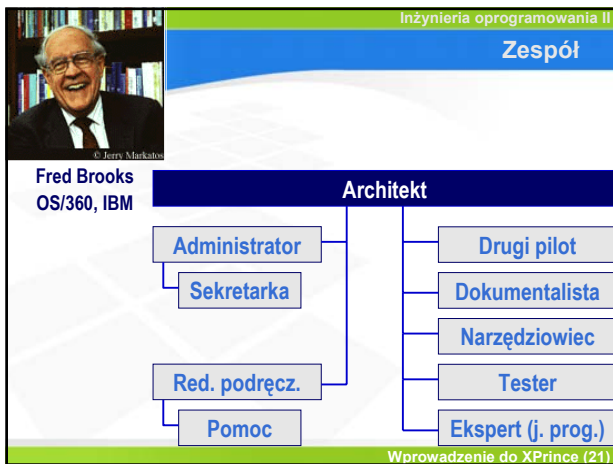 Inżynieria oprogramowania II
Zespół
© Jerry Markatos
Fred Brooks
OS/360, IBM
Architekt
Administrator
Sekretarka
Red. podręcz.
Pomoc
Drugi pilot
Dokumentalista
Narzędziowiec
Tester
Ekspert (j. prog.)
Wprowadzenie do XPrince (21)